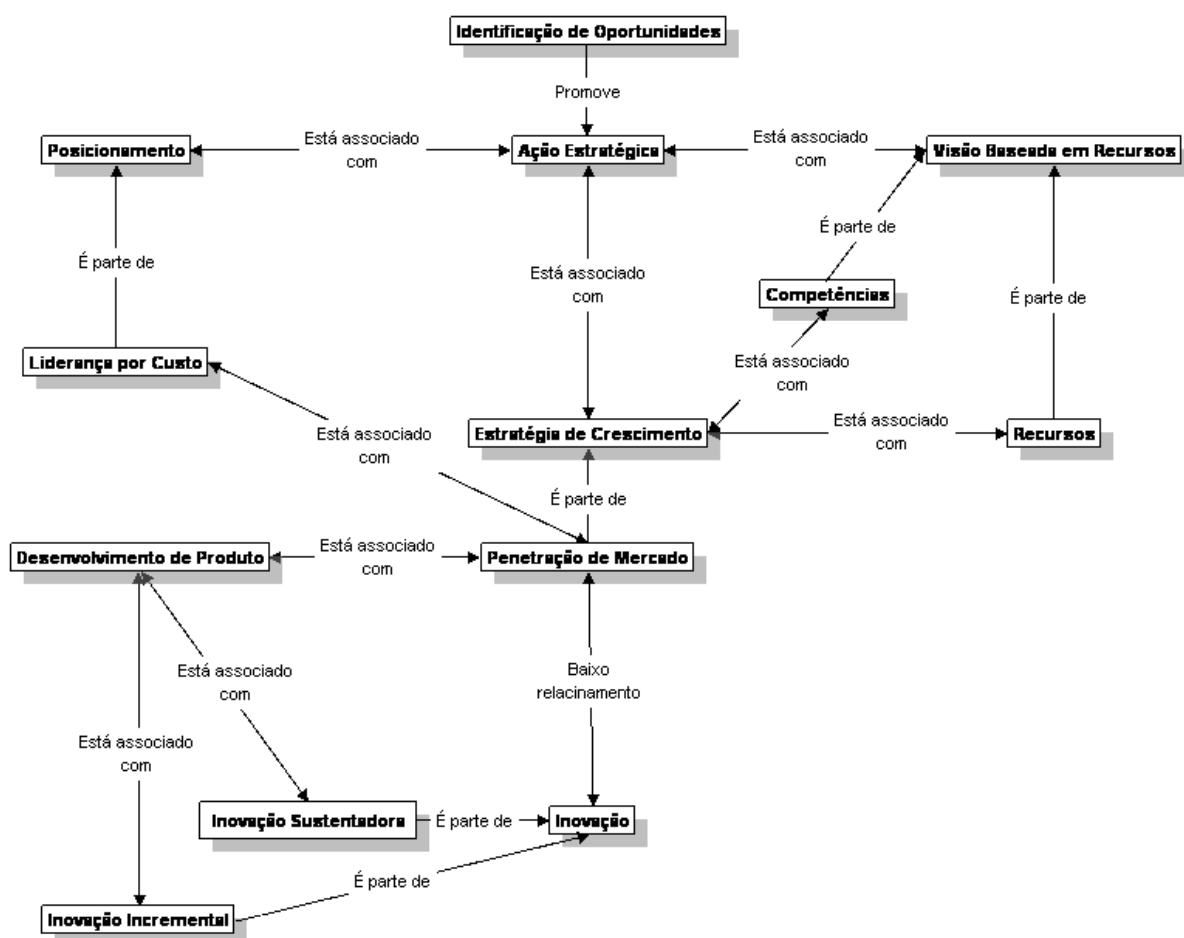 Identificação de Oportunidades
Promove
Está associado
com
Está associado
com
Posicionamento
Ação Estratégica
Visão Baseada em Recursos
É parte de
É parte de
Está associado
com
Competências
É parte de
Liderança por Custo
Está associado
com
Está associado
com
Estratégia de Crescimento
Está associado
com
Recursos
É parte de
Desenvolvimento de Produto
Está associado
com
Penetração de Mercado
Está associado
com
Baixo
relacinamento
Está associado
com
Inovação Sustentadora
É parte de
Inovação
É parte de
Inovação Incremental